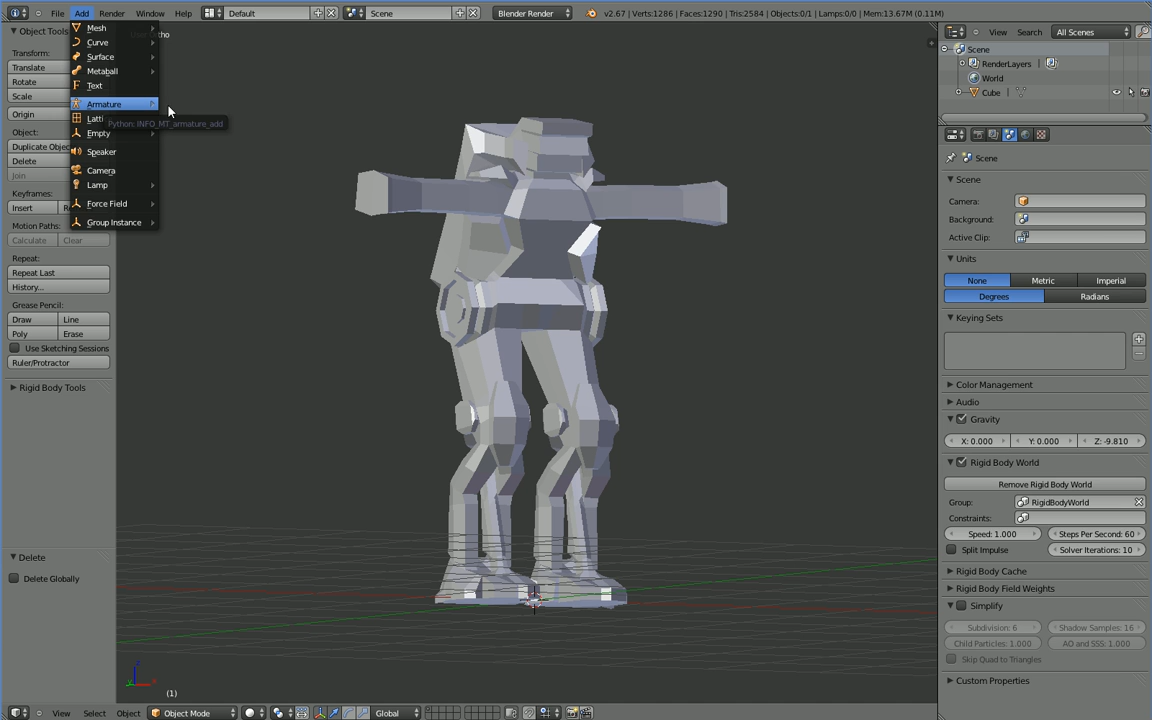 File Add Render Window Help Default Scene Blender Render v2.67 | Verts:1286 | Faces:1290 | Tris:2584 | Objects:0/1 | Lamps:0/0 | Mem:13.67M (0.11M)
Object Tools
Transform:
Translate
Rotate
Scale
Origin
Object:
Duplicate Objec
Delete
Join
Keyframes:
Insert
Motion Paths:
Calculate Clear
Repeat:
Repeat Last
History...
Grease Pencil:
Draw Line
Poly Erase
Use Sketching Sessions
Ruler/Protractor
Rigid Body Tools
Delete
Delete Globally
Mesh
Curve
Surface
Metaball
Text
Armature
Latti
Python: INFO_MT_armature_add
Empty
Speaker
Camera
Lamp
Force Field
Group Instance
(1)
View Select Object Object Mode Global
View Search All Scenes
Scene
RenderLayers
World
Cube
Scene
Scene
Camera:
Background:
Active Clip:
Units
None Metric Imperial
Degrees Radians
Keying Sets
Color Management
Audio
Gravity
X: 0.000 Y: 0.000 Z: -9.810
Rigid Body World
Remove Rigid Body World
Group: RigidBodyWorld
Constraints:
Speed: 1.000 Steps Per Second: 60
Split Impulse Solver Iterations: 10
Rigid Body Cache
Rigid Body Field Weights
Simplify
Subdivision: 6 Shadow Samples: 16
Child Particles: 1.000 AO and SSS: 1.000
Skip Quad to Triangles
Custom Properties